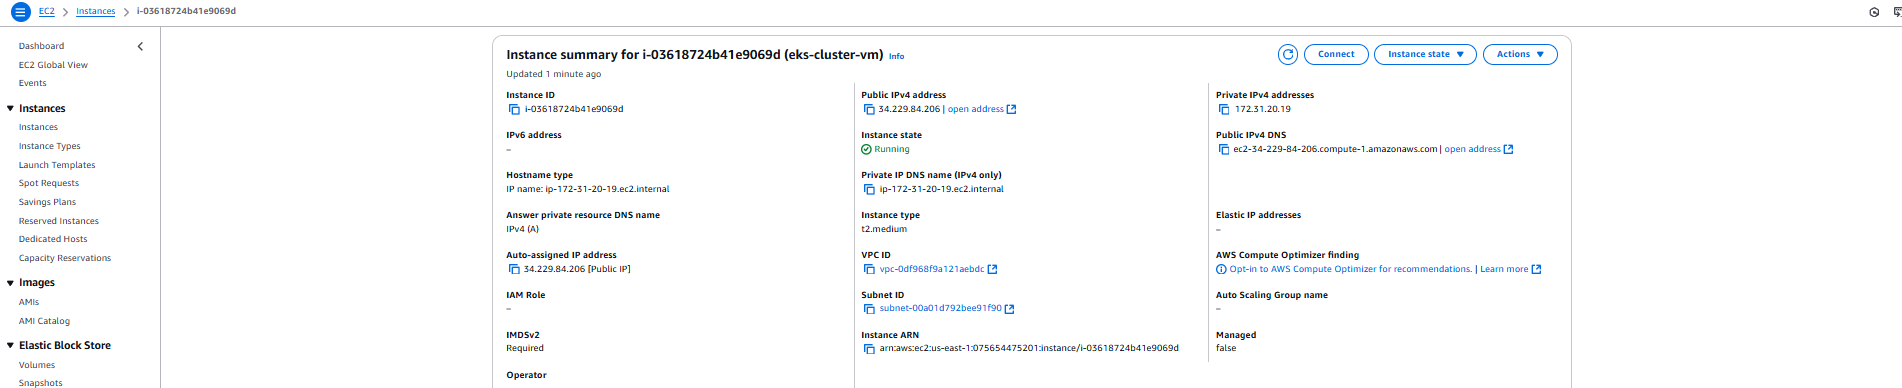 EC2 > Instances > i-03618724b41e9069d
Dashboard
EC2 Global View
Events
Instances
Instances
Instance Types
Launch Templates
Spot Requests
Savings Plans
Reserved Instances
Dedicated Hosts
Capacity Reservations
Images
AMIs
AMI Catalog
Elastic Block Store
Volumes
Snapshots
Instance summary for i-03618724b41e9069d (eks-cluster-vm) Info
Updated 1 minute ago
Connect
Instance state
Actions
Instance ID
i-03618724b41e9069d
Public IPv4 address
34.229.84.206 | open address
Private IPv4 addresses
172.31.20.19
IPv6 address
–
Instance state
Running
Public IPv4 DNS
ec2-34-229-84-206.compute-1.amazonaws.com | open address
Hostname type
IP name: ip-172-31-20-19.ec2.internal
Private IP DNS name (IPv4 only)
ip-172-31-20-19.ec2.internal
Answer private resource DNS name
IPv4 (A)
Instance type
t2.medium
Elastic IP addresses
–
Auto-assigned IP address
34.229.84.206 [Public IP]
VPC ID
vpc-0df968f9a121aebdc
AWS Compute Optimizer finding
Opt-in to AWS Compute Optimizer for recommendations. | Learn more
IAM Role
–
Subnet ID
subnet-00a01d792bee91f90
Auto Scaling Group name
–
IMDSv2
Required
Instance ARN
arn:aws:ec2:us-east-1:075654475201:instance/i-03618724b41e9069d
Managed
false
Operator